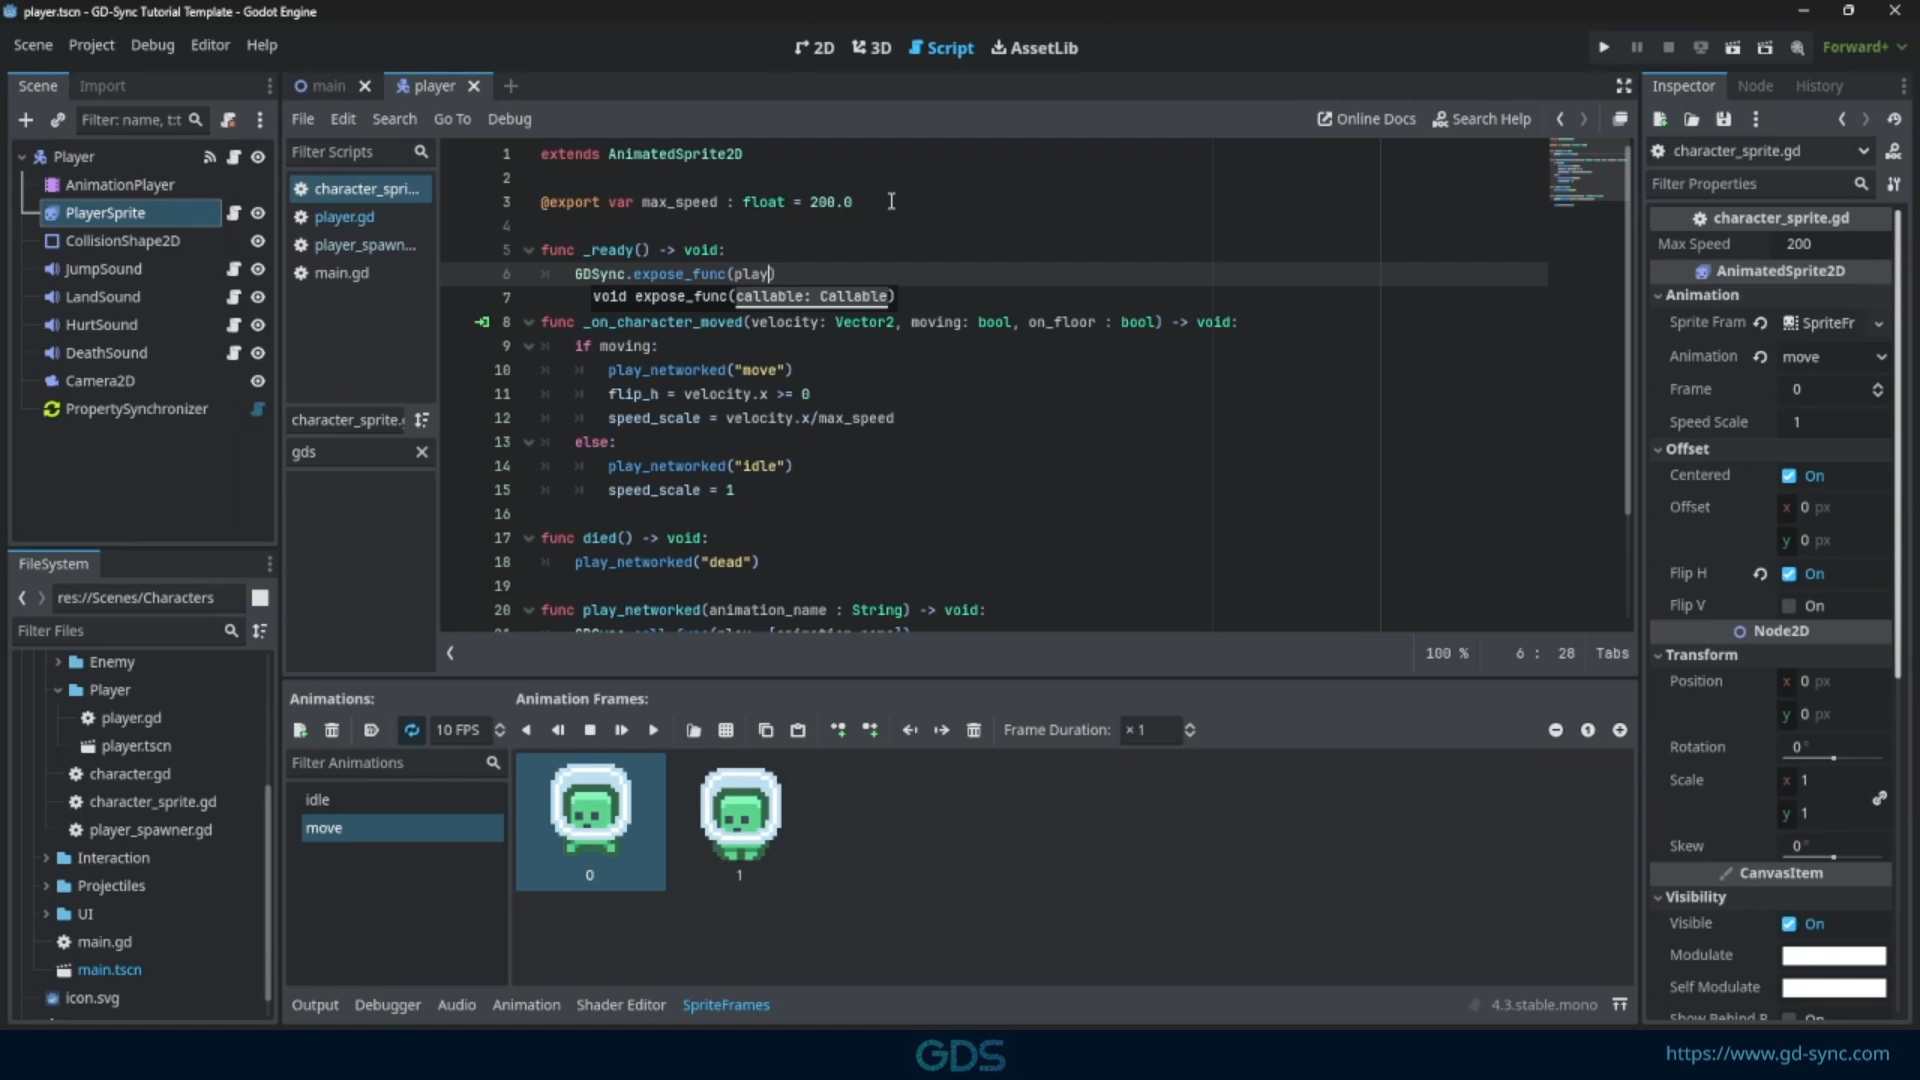 player.tscn - GD-Sync Tutorial Template - Godot Engine
Scene Project Debug Editor Help
2D 3D Script AssetLib
Forward+
Scene Import
Filter: name, t:t
Player
AnimationPlayer
PlayerSprite
CollisionShape2D
JumpSound
LandSound
HurtSound
DeathSound
Camera2D
PropertySynchronizer
FileSystem
res://Scenes/Characters
Filter Files
Enemy
Player
player.gd
player.tscn
character.gd
character_sprite.gd
player_spawner.gd
Interaction
Projectiles
UI
main.gd
main.tscn
icon.svg
main player
File Edit Search Go To Debug
Online Docs Search Help
Filter Scripts
character_spri...
player.gd
player_spawn...
main.gd
character_sprite.
gds
1 extends AnimatedSprite2D
2
3 @export var max_speed : float = 200.0
4
5 func _ready() -> void:
6 GDSync.expose_func(play)
7 void expose_func(callable: Callable)
8 func _on_character_moved(velocity: Vector2, moving: bool, on_floor : bool) -> void:
9 if moving:
10 play_networked("move")
11 flip_h = velocity.x >= 0
12 speed_scale = velocity.x/max_speed
13 else:
14 play_networked("idle")
15 speed_scale = 1
16
17 func died() -> void:
18 play_networked("dead")
19
20 func play_networked(animation_name : String) -> void:
100 % 6 : 28 Tabs
Animations:
10 FPS
Filter Animations
idle
move
Animation Frames:
Frame Duration: ×1
0 1
Output Debugger Audio Animation Shader Editor SpriteFrames
4.3.stable.mono
Inspector Node History
character_sprite.gd
Filter Properties
character_sprite.gd
Max Speed 200
AnimatedSprite2D
Animation
Sprite Fram SpriteFr
Animation move
Frame 0
Speed Scale 1
Offset
Centered On
Offset x 0 px
y 0 px
Flip H On
Flip V On
Node2D
Transform
Position x 0 px
y 0 px
Rotation 0 °
Scale x 1
y 1
Skew 0 °
CanvasItem
Visibility
Visible On
Modulate
Self Modulate
Show Behind P On
GDS
https://www.gd-sync.com